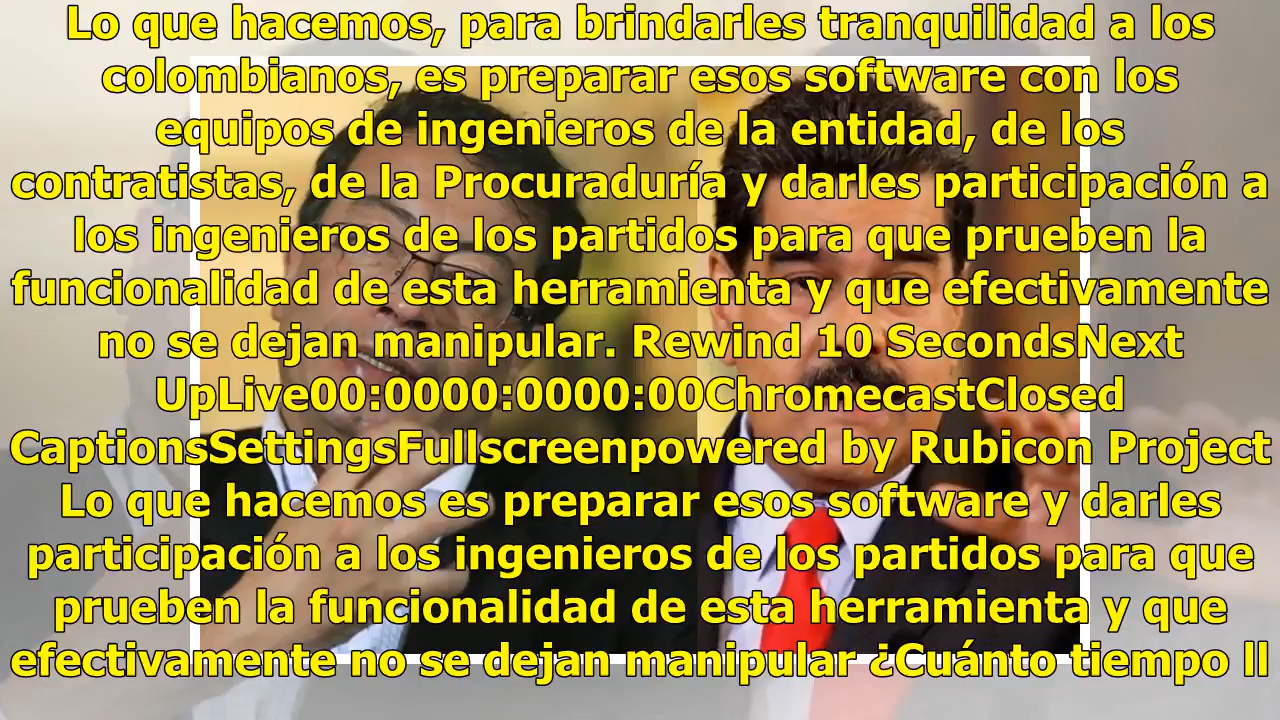 Lo que hacemos, para brindarles tranquilidad a los
colombianos, es preparar esos software con los
equipos de ingenieros de la entidad, de los
contratistas, de la Procuraduría y darles participación a
los ingenieros de los partidos para que prueben la
funcionalidad de esta herramienta y que efectivamente
no se dejan manipular. Rewind 10 SecondsNext
UpLive00:0000:0000:00ChromecastClosed
CaptionsSettingsFullscreenpowered by Rubicon Project
Lo que hacemos es preparar esos software y darles
participación a los ingenieros de los partidos para que
prueben la funcionalidad de esta herramienta y que
efectivamente no se dejan manipular ¿Cuánto tiempo ll